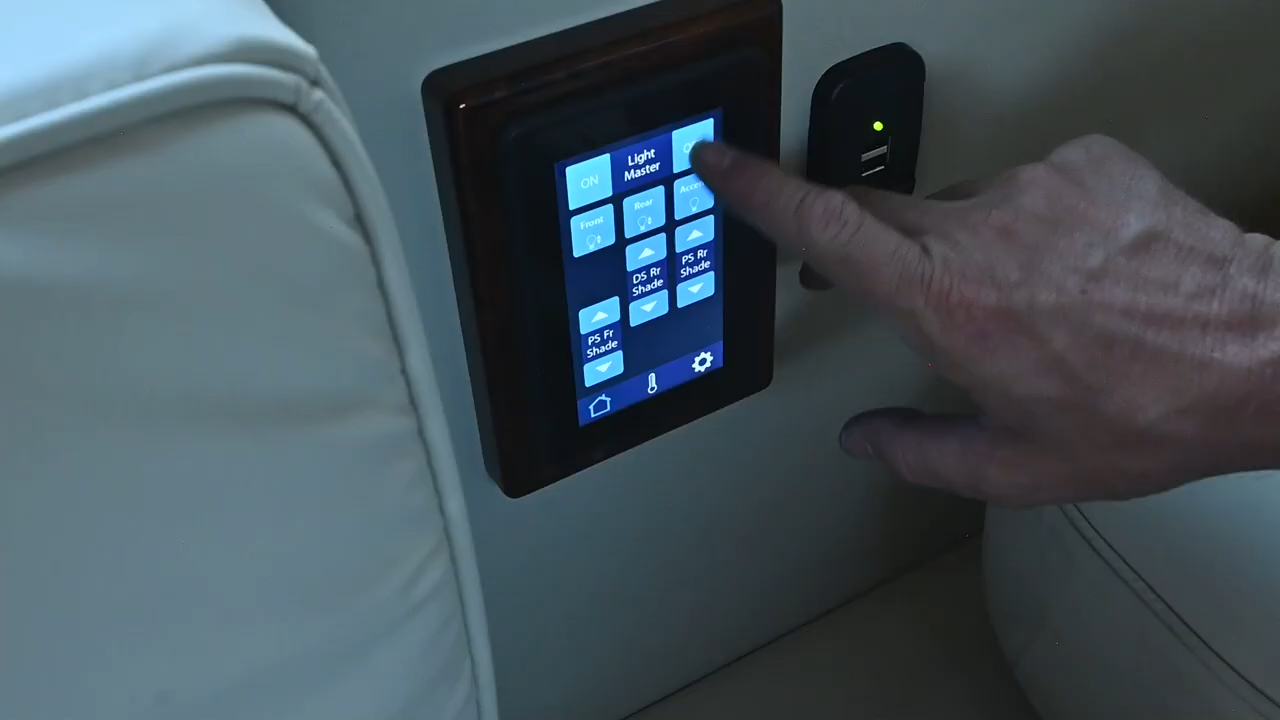 ON
Light
Master
Front
Rear
DS Rr
Shade
PS Rr
Shade
PS Fr
Shade